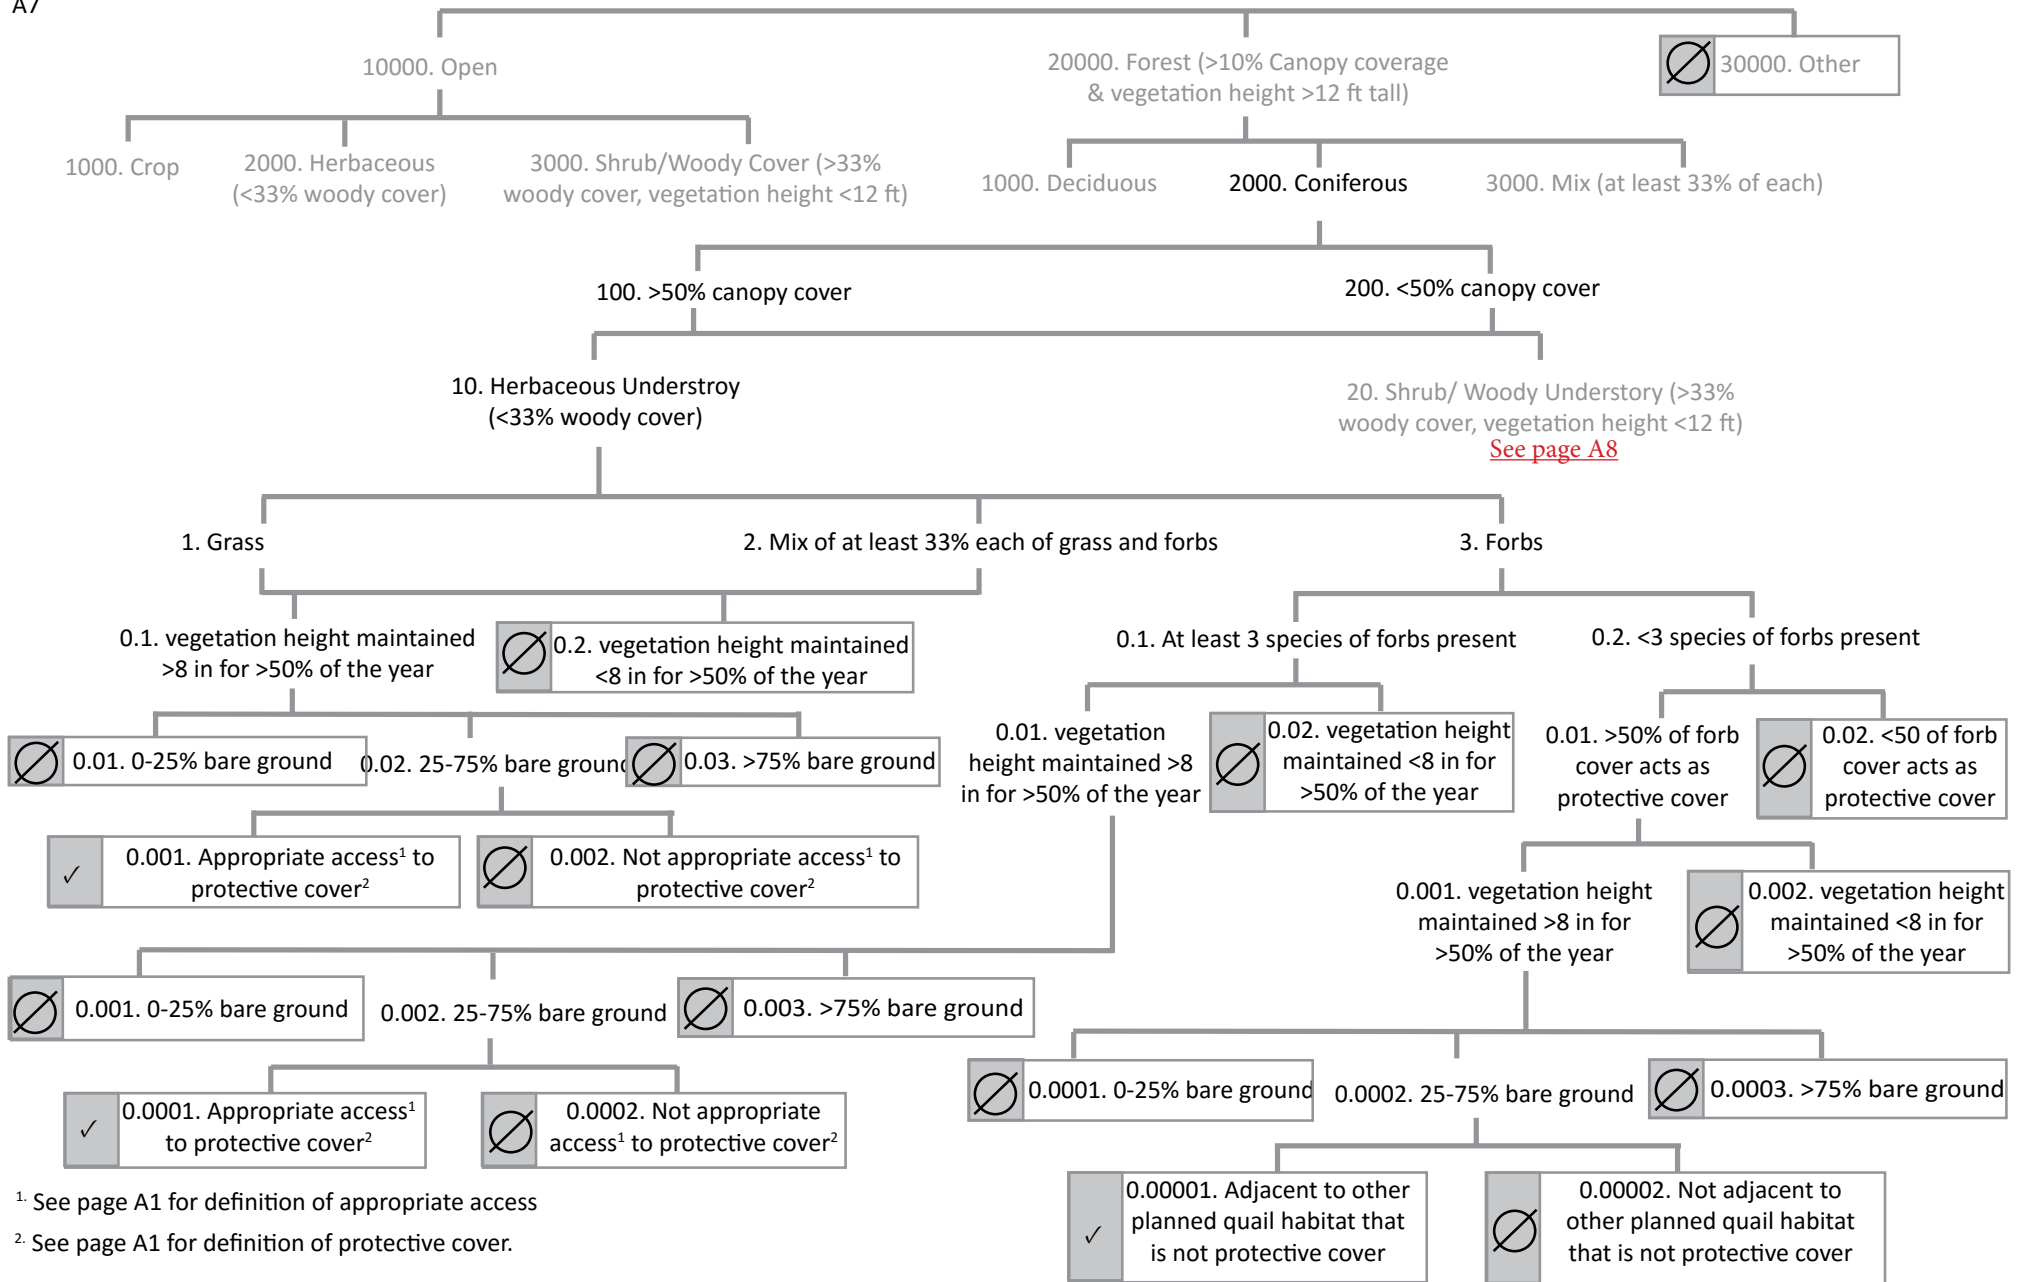 A7
10000. Open
20000. Forest (>10% Canopy coverage
& vegetation height >12 ft tall)
30000. Other
1000. Crop
2000. Herbaceous
(<33% woody cover)
3000. Shrub/Woody Cover (>33%
woody cover, vegetation height <12 ft)
1000. Deciduous
2000. Coniferous
3000. Mix (at least 33% of each)
100. >50% canopy cover
200. <50% canopy cover
10. Herbaceous Understroy
(<33% woody cover)
20. Shrub/ Woody Understory (>33%
woody cover, vegetation height <12 ft)
See page A8
1. Grass
2. Mix of at least 33% each of grass and forbs
3. Forbs
0.1. vegetation height maintained
>8 in for >50% of the year
0.2. vegetation height maintained
<8 in for >50% of the year
0.1. At least 3 species of forbs present
0.2. <3 species of forbs present
0.01. 0-25% bare ground
0.02. 25-75% bare ground
0.03. >75% bare ground
0.01. vegetation
height maintained >8
in for >50% of the year
0.02. vegetation height
maintained <8 in for
>50% of the year
0.01. >50% of forb
cover acts as
protective cover
0.02. <50 of forb
cover acts as
protective cover
✓
0.001. Appropriate access¹ to
protective cover²
0.002. Not appropriate access¹ to
protective cover²
0.001. vegetation height
maintained >8 in for
>50% of the year
0.002. vegetation height
maintained <8 in for
>50% of the year
0.001. 0-25% bare ground
0.002. 25-75% bare ground
0.003. >75% bare ground
✓
0.0001. Appropriate access¹
to protective cover²
0.0002. Not appropriate
access¹ to protective cover²
0.0001. 0-25% bare ground
0.0002. 25-75% bare ground
0.0003. >75% bare ground
✓
0.00001. Adjacent to other
planned quail habitat that
is not protective cover
0.00002. Not adjacent to
other planned quail habitat
that is not protective cover
¹· See page A1 for definition of appropriate access
²· See page A1 for definition of protective cover.